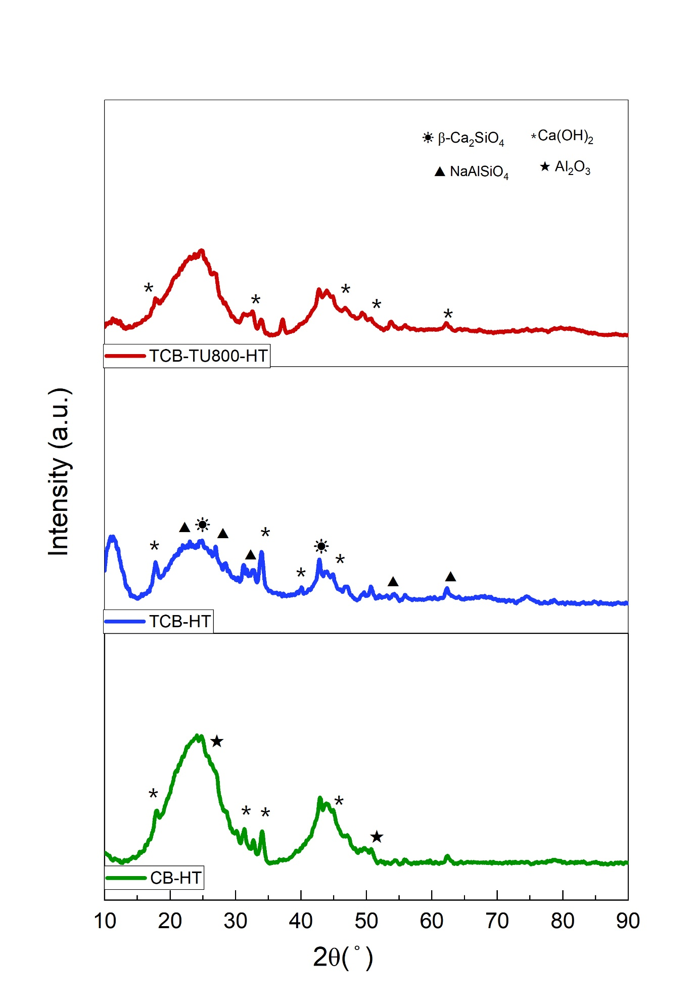 ☀ β-Ca₂SiO₄ *Ca(OH)₂
▲ NaAlSiO₄ ★ Al₂O₃
TCB-TU800-HT
Intensity (a.u.)
TCB-HT
CB-HT
10 20 30 40 50 60 70 80 90
2θ(°)